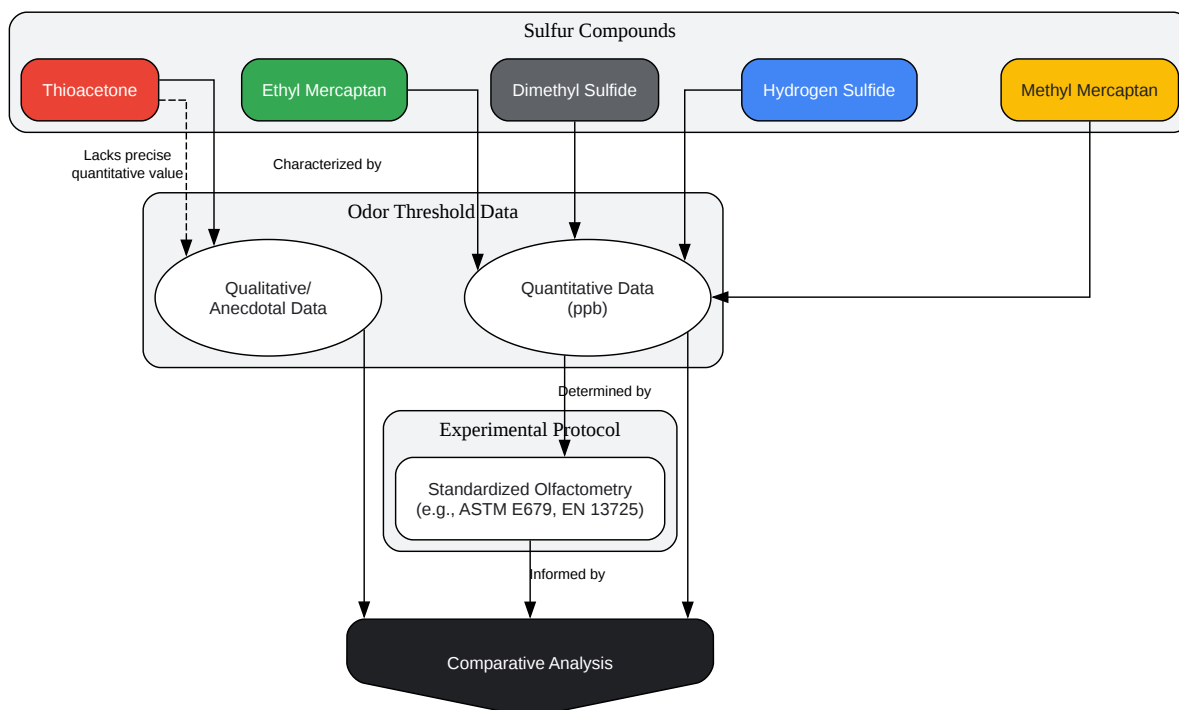 Sulfur Compounds
Thioacetone
Ethyl Mercaptan
Dimethyl Sulfide
Hydrogen Sulfide
Methyl Mercaptan
Lacks precise
quantitative value
Characterized by
Odor Threshold Data
Qualitative/
Anecdotal Data
Quantitative Data
(ppb)
Determined by
Experimental Protocol
Standardized Olfactometry
(e.g., ASTM E679, EN 13725)
Informed by
Comparative Analysis